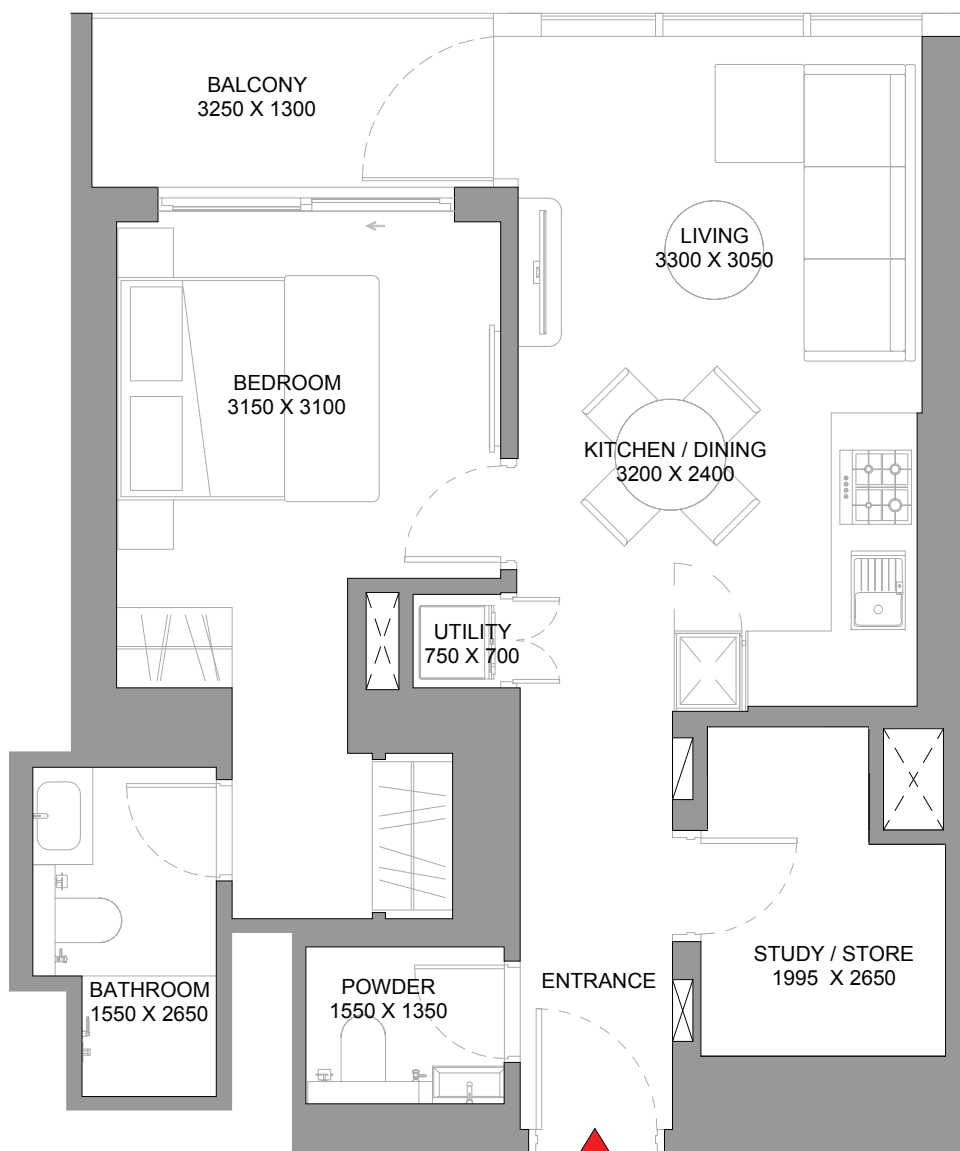 BALCONY
3250 X 1300
LIVING
3300 X 3050
BEDROOM
3150 X 3100
KITCHEN / DINING
3200 X 2400
UTILITY
750 X 700
STUDY / STORE
1995 X 2650
BATHROOM
1550 X 2650
POWDER
1550 X 1350
ENTRANCE